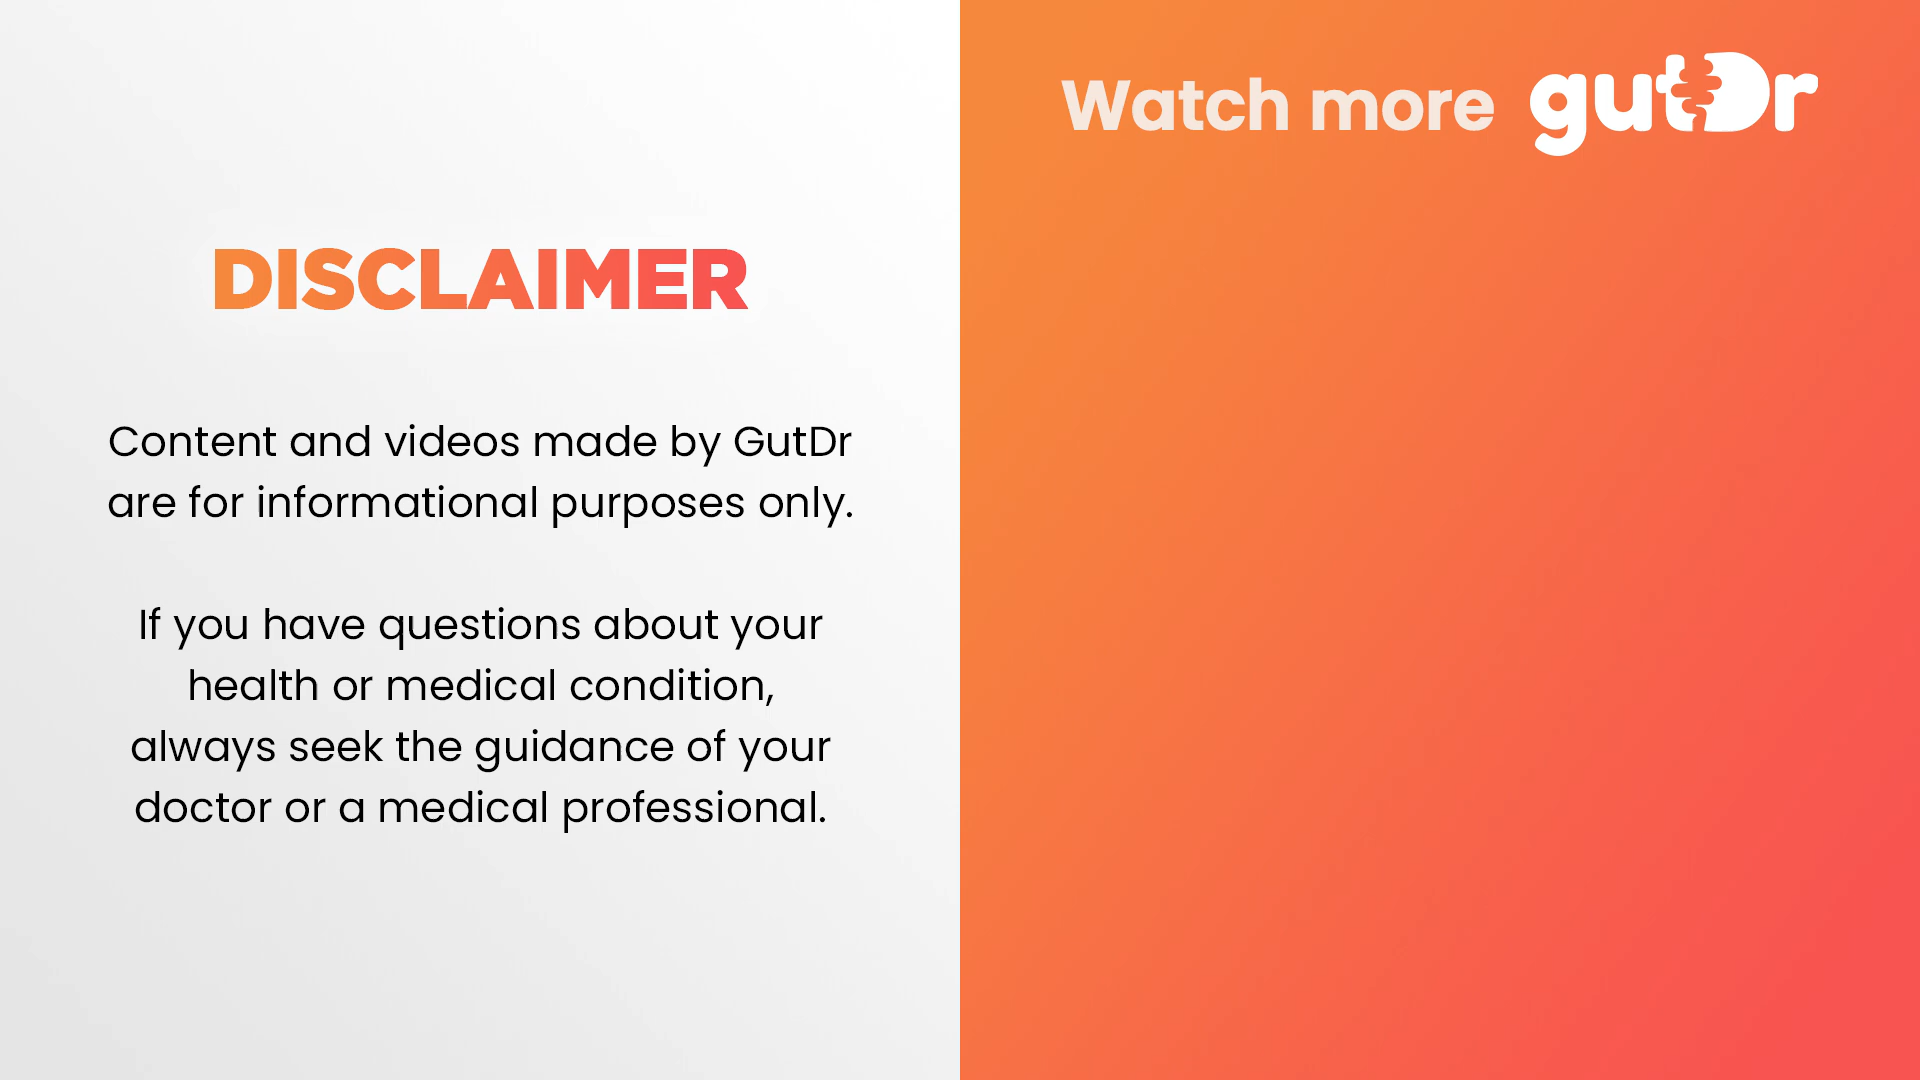 DISCLAIMER
Content and videos made by GutDr
are for informational purposes only.
If you have questions about your
health or medical condition,
always seek the guidance of your
doctor or a medical professional.
Watch more gutDr